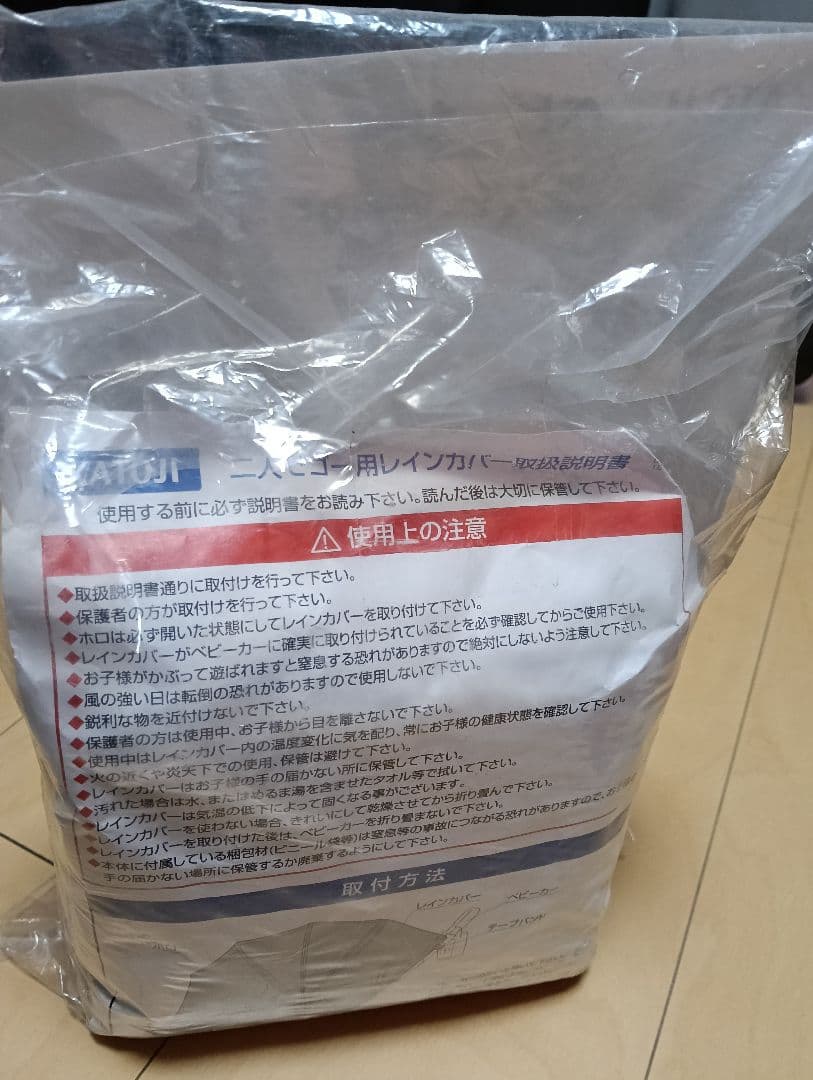 KATOJI 二人乗ベビー用レインカバー取扱説明書
使用する前に必ず説明書をお読み下さい。読んだ後は大切に保管して下さい。
⚠使用上の注意
◆取扱説明書通りに取付けを行って下さい。
◆保護者の方が取付けを行って下さい。
◆ホロは必ず開いた状態にしてレインカバーを取り付けて下さい。
◆レインカバーがベビーカーに確実に取り付けられていることを必ず確認してからご使用下さい。
◆お子様がかぶって遊ばれますと窒息する恐れがありますので絶対にしないよう注意して下さい。
◆風の強い日は転倒の恐れがありますので使用しないで下さい。
◆鋭利な物を近付けないで下さい。
◆保護者の方は使用中、お子様から目を離さないで下さい。
◆使用中はレインカバー内の温度変化に気を配り、常にお子様の健康状態を確認して下さい。
◆火の近くや炎天下での使用、保管は避けて下さい。
◆レインカバーはお子様の手の届かない所に保管して下さい。
◆汚れた場合は水、またはぬるま湯を含ませたタオル等で拭いて下さい。
◆レインカバーは気温の低下によって固くなる事がございます。
◆レインカバーを使わない場合、きれいにして乾燥させてから折り畳んで下さい。
◆レインカバーを取り付けた後は、ベビーカーを折り畳まないで下さい。
◆本体に付属している梱包材(ビニール袋等)は窒息等の事故につながる恐れがありますので、お子様の
手の届かない場所に保管するか廃棄するようにして下さい。
取付方法
レインカバー
ベビーカー
テープバンド